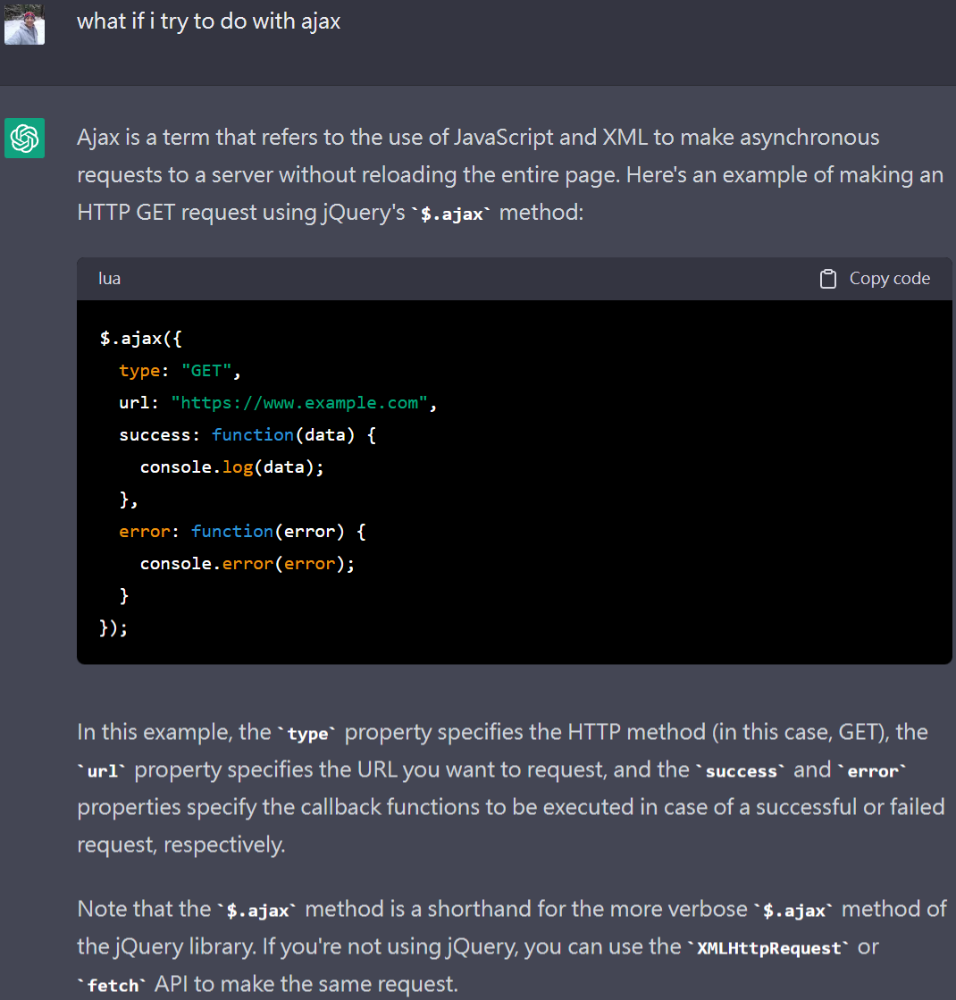 what if i try to do with ajax
Ajax is a term that refers to the use of JavaScript and XML to make asynchronous
requests to a server without reloading the entire page. Here's an example of making an
HTTP GET request using jQuery's `$.ajax` method:
lua Copy code
$.ajax({
  type: "GET",
  url: "https://www.example.com",
  success: function(data) {
    console.log(data);
  },
  error: function(error) {
    console.error(error);
  }
});
In this example, the `type` property specifies the HTTP method (in this case, GET), the
`url` property specifies the URL you want to request, and the `success` and `error`
properties specify the callback functions to be executed in case of a successful or failed
request, respectively.
Note that the `$.ajax` method is a shorthand for the more verbose `$.ajax` method of
the jQuery library. If you're not using jQuery, you can use the `XMLHttpRequest` or
`fetch` API to make the same request.